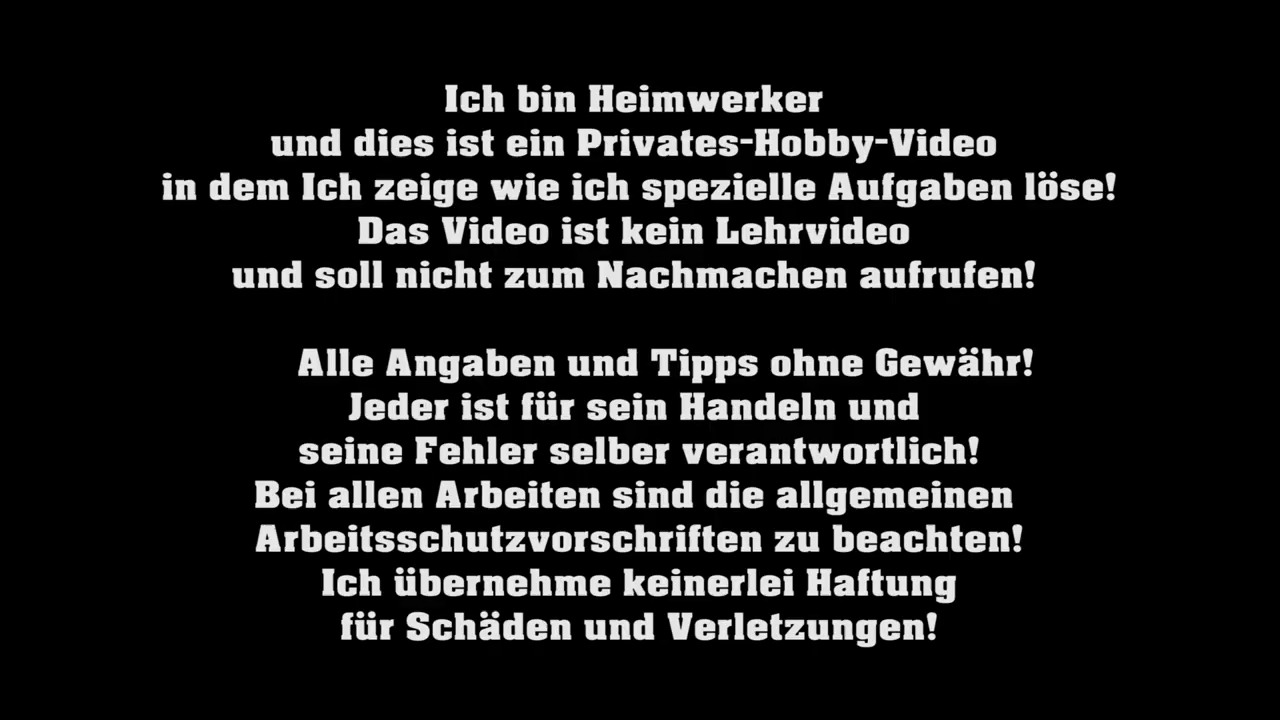 Ich bin Heimwerker
und dies ist ein Privates-Hobby-Video
in dem Ich zeige wie ich spezielle Aufgaben löse!
Das Video ist kein Lehrvideo
und soll nicht zum Nachmachen aufrufen!
Alle Angaben und Tipps ohne Gewähr!
Jeder ist für sein Handeln und
seine Fehler selber verantwortlich!
Bei allen Arbeiten sind die allgemeinen
Arbeitsschutzvorschriften zu beachten!
Ich übernehme keinerlei Haftung
für Schäden und Verletzungen!